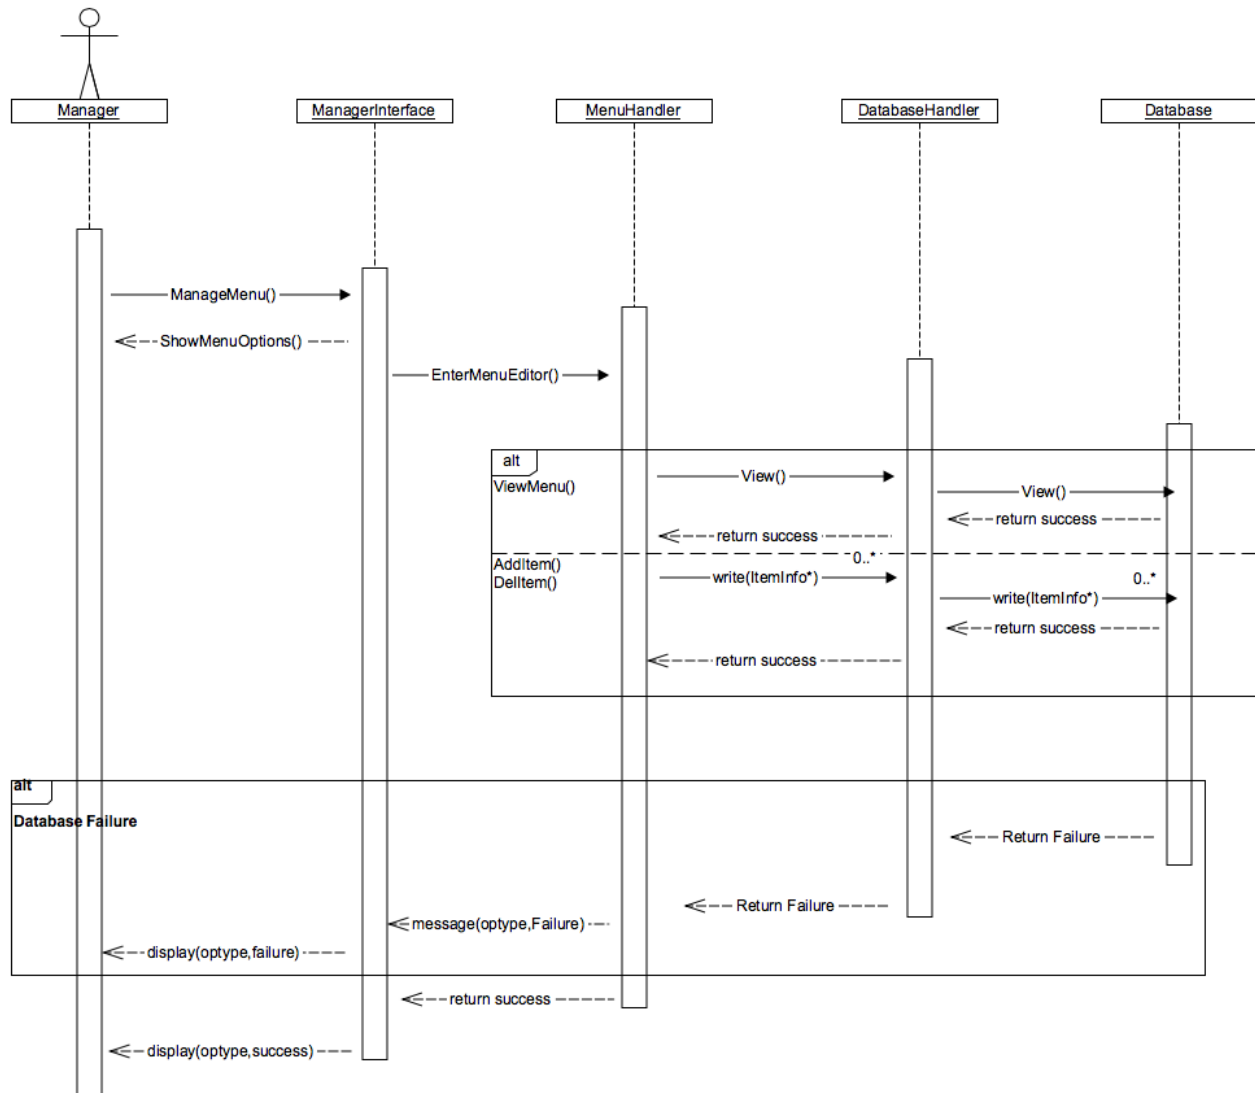 Manager
ManagerInterface
MenuHandler
DatabaseHandler
Database
ManageMenu()
ShowMenuOptions()
EnterMenuEditor()
alt
ViewMenu()
View()
View()
return success
return success
AddItem()
DelItem()
0..*
write(ItemInfo*)
0..*
write(ItemInfo*)
return success
return success
alt
Database Failure
Return Failure
Return Failure
message(optype,Failure)
display(optype,failure)
return success
display(optype,success)